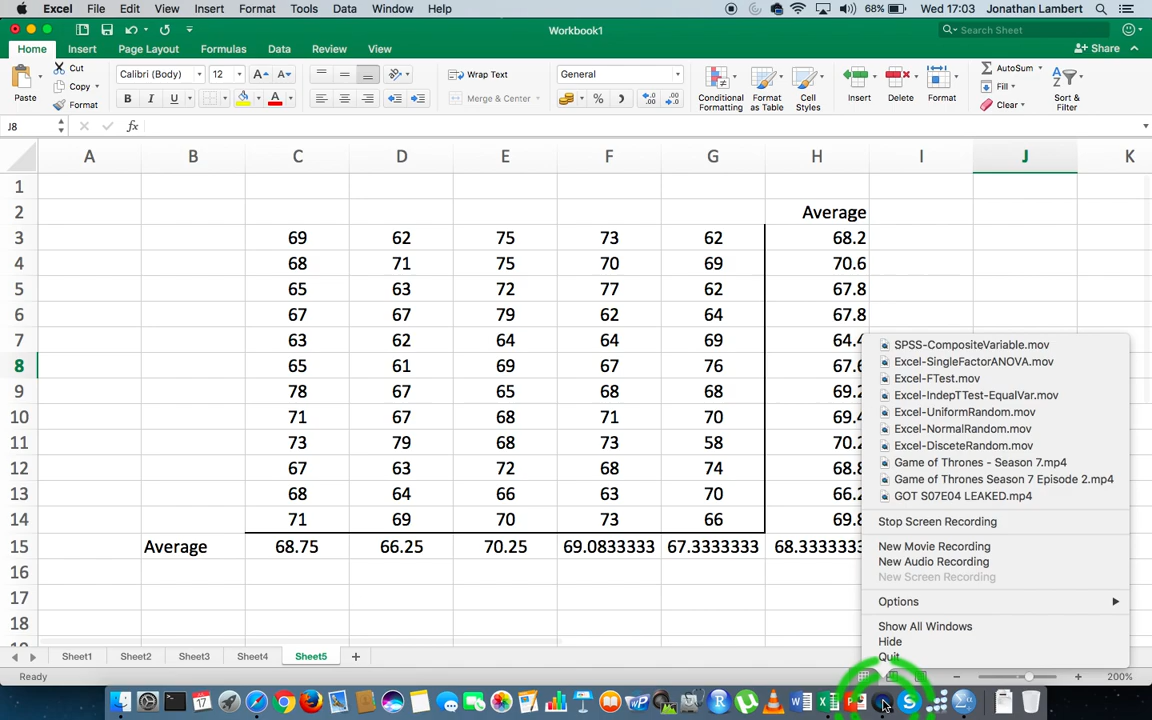 Excel File Edit View Insert Format Tools Data Window Help 68% Wed 17:03 Jonathan Lambert
Workbook1
Search Sheet
Home Insert Page Layout Formulas Data Review View
Share
Paste
Cut
Copy
Format
Calibri (Body) 12
B I U
Wrap Text
Merge & Center
General
Conditional Formatting
Format as Table
Cell Styles
Insert
Delete
Format
AutoSum
Fill
Clear
Sort & Filter
J8 fx
A B C D E F G H I J K
1
2 Average
3 69 62 75 73 62 68.2
4 68 71 75 70 69 70.6
5 65 63 72 77 62 67.8
6 67 67 79 62 64 67.8
7 63 62 64 64 69 64.4
8 65 61 69 67 76 67.6
9 78 67 65 68 68 69.2
10 71 67 68 71 70 69.4
11 73 79 68 73 58 70.2
12 67 63 72 68 74 68.8
13 68 64 66 63 70 66.2
14 71 69 70 73 66 69.8
15 Average 68.75 66.25 70.25 69.0833333 67.3333333 68.3333333
16
17
18
SPSS-CompositeVariable.mov
Excel-SingleFactorANOVA.mov
Excel-FTest.mov
Excel-IndepTTest-EqualVar.mov
Excel-UniformRandom.mov
Excel-NormalRandom.mov
Excel-DisceteRandom.mov
Game of Thrones - Season 7.mp4
Game of Thrones Season 7 Episode 2.mp4
GOT S07E04 LEAKED.mp4
Stop Screen Recording
New Movie Recording
New Audio Recording
New Screen Recording
Options
Show All Windows
Hide
Quit
Sheet1 Sheet2 Sheet3 Sheet4 Sheet5
Ready
200%
17